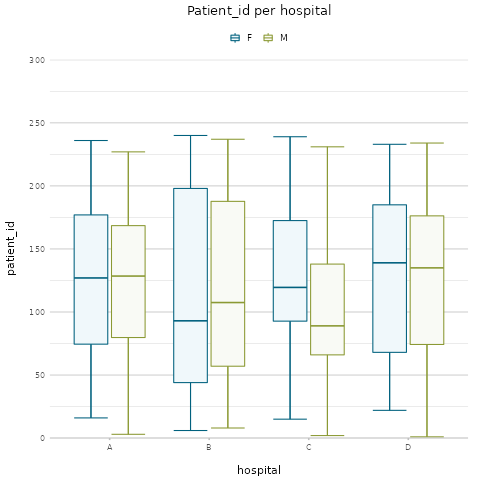 Patient_id per hospital
F M
300
250
200
150
100
50
0
patient_id
A B C D
hospital